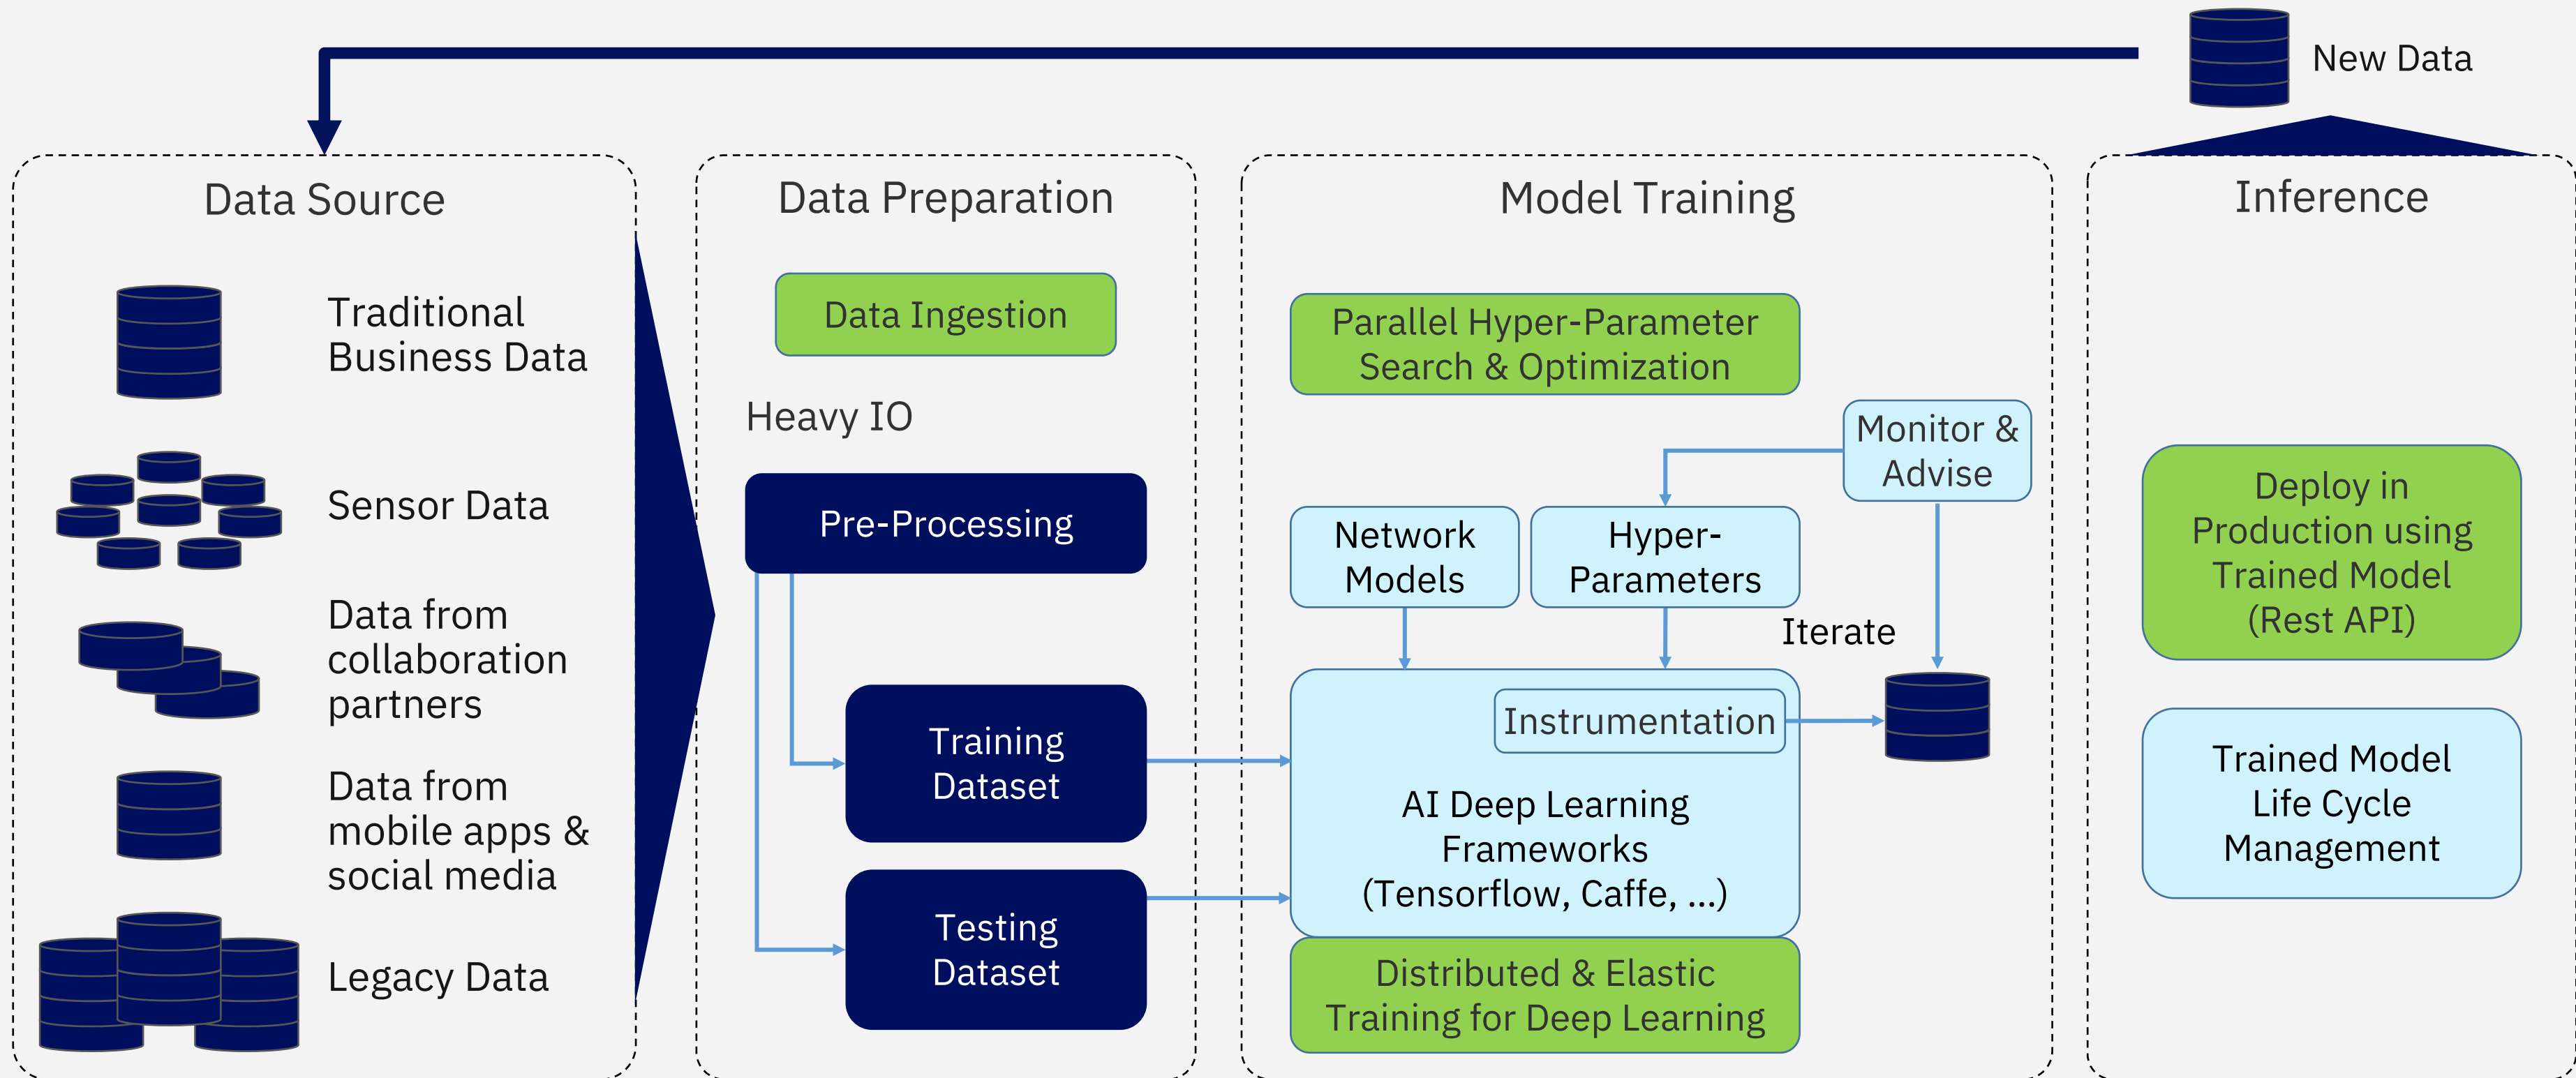 New Data
Data Source
Traditional
Business Data
Sensor Data
Data from
collaboration
partners
Data from
mobile apps &
social media
Legacy Data
Data Preparation
Data Ingestion
Heavy IO
Pre-Processing
Training
Dataset
Testing
Dataset
Model Training
Parallel Hyper-Parameter
Search & Optimization
Monitor &
Advise
Network
Models
Hyper-
Parameters
Iterate
Instrumentation
AI Deep Learning
Frameworks
(Tensorflow, Caffe, ...)
Distributed & Elastic
Training for Deep Learning
Inference
Deploy in
Production using
Trained Model
(Rest API)
Trained Model
Life Cycle
Management